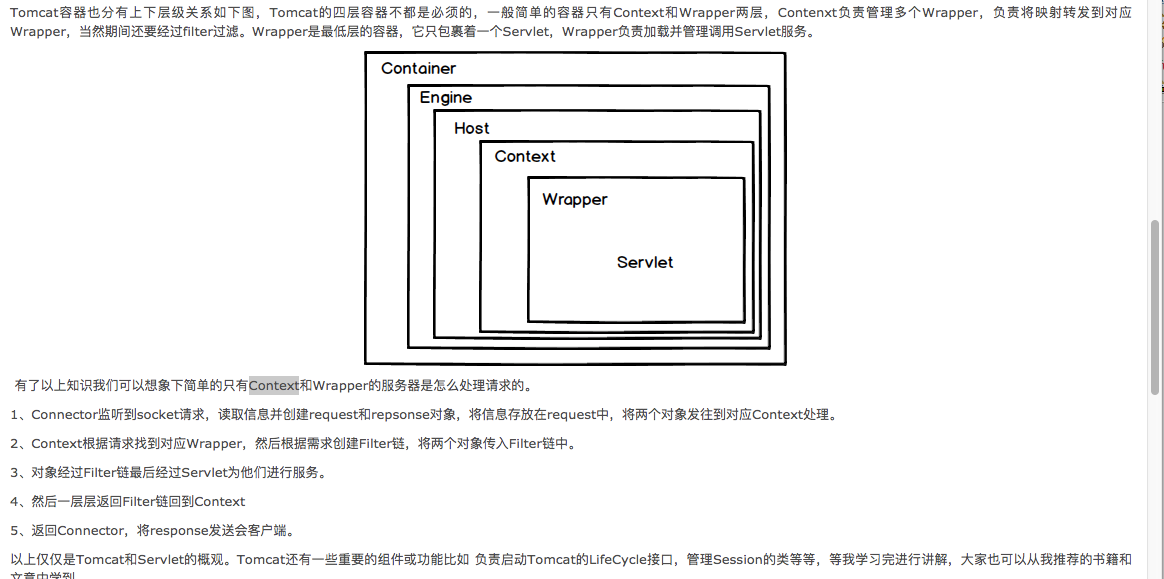 Tomcat容器也分有上下层级关系如下图，Tomcat的四层容器不都是必须的，一般简单的容器只有Context和Wrapper两层，Contenxt负责管理多个Wrapper，负责将映射转发到对应
Wrapper，当然期间还要经过filter过滤。Wrapper是最低层的容器，它只包裹着一个Servlet，Wrapper负责加载并管理调用Servlet服务。
Container
Engine
Host
Context
Wrapper
Servlet
有了以上知识我们可以想象下简单的只有Context和Wrapper的服务器是怎么处理请求的。
1、Connector监听到socket请求，读取信息并创建request和repsonse对象，将信息存放在request中，将两个对象发往到对应Context处理。
2、Context根据请求找到对应Wrapper，然后根据需求创建Filter链，将两个对象传入Filter链中。
3、对象经过Filter链最后经过Servlet为他们进行服务。
4、然后一层层返回Filter链回到Context
5、返回Connector，将response发送会客户端。
以上仅仅是Tomcat和Servlet的概观。Tomcat还有一些重要的组件或功能比如 负责启动Tomcat的LifeCycle接口，管理Session的类等等，等我学习完进行讲解，大家也可以从我推荐的书籍和
文章中学到